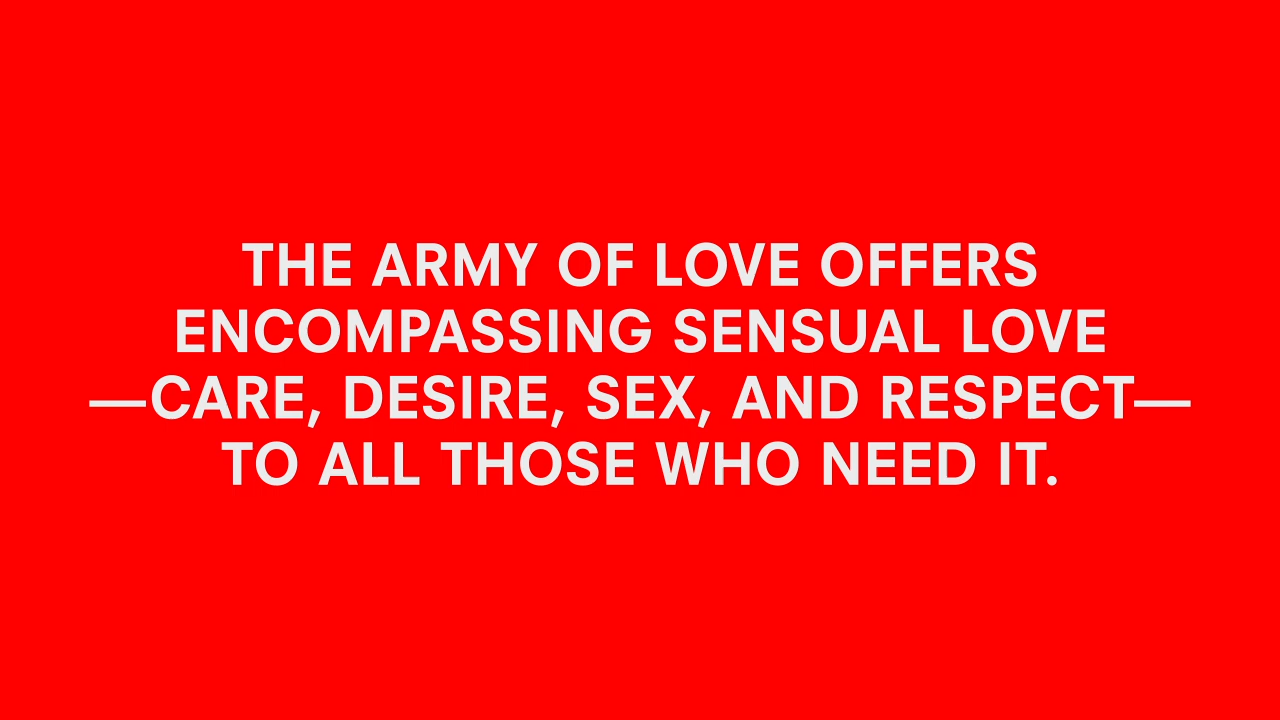 THE ARMY OF LOVE OFFERS
ENCOMPASSING SENSUAL LOVE
—CARE, DESIRE, SEX, AND RESPECT—
TO ALL THOSE WHO NEED IT.